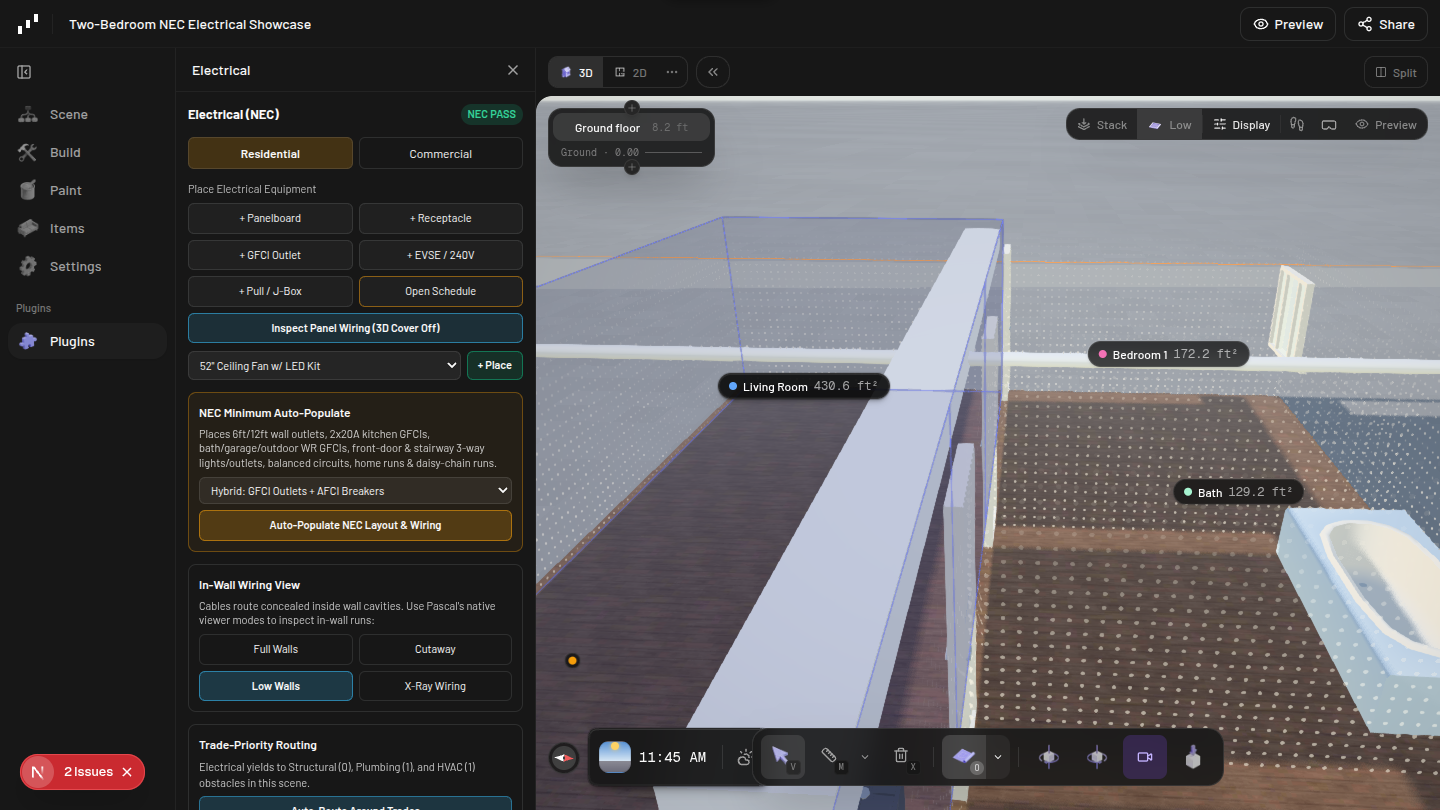 Two-Bedroom NEC Electrical Showcase
Preview
Share
Electrical
3D
2D
Split
Scene
Build
Paint
Items
Settings
Plugins
Plugins
Electrical (NEC)
NEC PASS
Residential
Commercial
Place Electrical Equipment
+ Panelboard
+ Receptacle
+ GFCI Outlet
+ EVSE / 240V
+ Pull / J-Box
Open Schedule
Inspect Panel Wiring (3D Cover Off)
52" Ceiling Fan w/ LED Kit
+ Place
NEC Minimum Auto-Populate
Places 6ft/12ft wall outlets, 2x20A kitchen GFCIs,
bath/garage/outdoor WR GFCIs, front-door & stairway 3-way
lights/outlets, balanced circuits, home runs & daisy-chain runs.
Hybrid: GFCI Outlets + AFCI Breakers
Auto-Populate NEC Layout & Wiring
In-Wall Wiring View
Cables route concealed inside wall cavities. Use Pascal's native
viewer modes to inspect in-wall runs:
Full Walls
Cutaway
Low Walls
X-Ray Wiring
Trade-Priority Routing
Electrical yields to Structural (0), Plumbing (1), and HVAC (1)
obstacles in this scene.
Auto-Route Around Trades
Ground floor 8.2 ft
Ground · 0.00
Stack
Low
Display
Preview
Living Room 430.6 ft²
Bedroom 1 172.2 ft²
Bath 129.2 ft²
11:45 AM
V
M
X
0
N
2 Issues